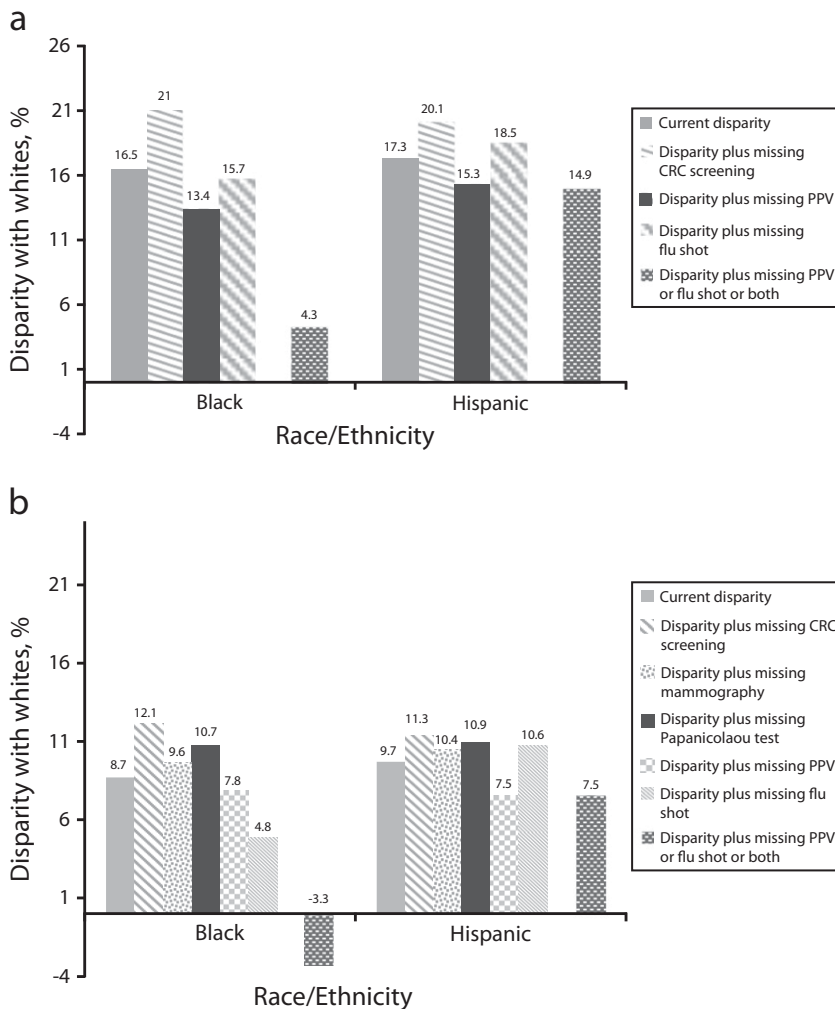 a
Disparity with whites, %
26
21
16
11
6
1
-4
16.5
21
13.4
15.7
4.3
17.3
20.1
15.3
18.5
14.9
Black
Hispanic
Race/Ethnicity
Current disparity
Disparity plus missing
CRC screening
Disparity plus missing PPV
Disparity plus missing
flu shot
Disparity plus missing PPV
or flu shot or both
b
Disparity with whites, %
21
16
11
6
1
-4
8.7
12.1
9.6
10.7
7.8
4.8
-3.3
9.7
11.3
10.4
10.9
7.5
10.6
7.5
Black
Hispanic
Race/Ethnicity
Current disparity
Disparity plus missing CRC
screening
Disparity plus missing
mammography
Disparity plus missing
Papanicolaou test
Disparity plus missing PPV
Disparity plus missing flu
shot
Disparity plus missing PPV
or flu shot or both